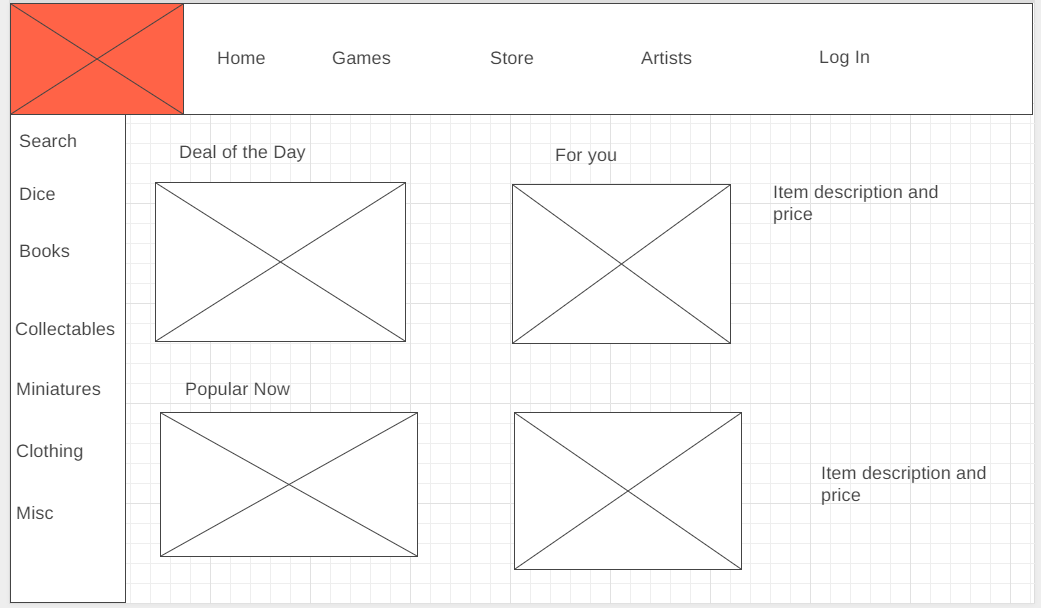 Home
Games
Store
Artists
Log In
Search
Dice
Books
Collectables
Miniatures
Clothing
Misc
Deal of the Day
For you
Item description and
price
Popular Now
Item description and
price